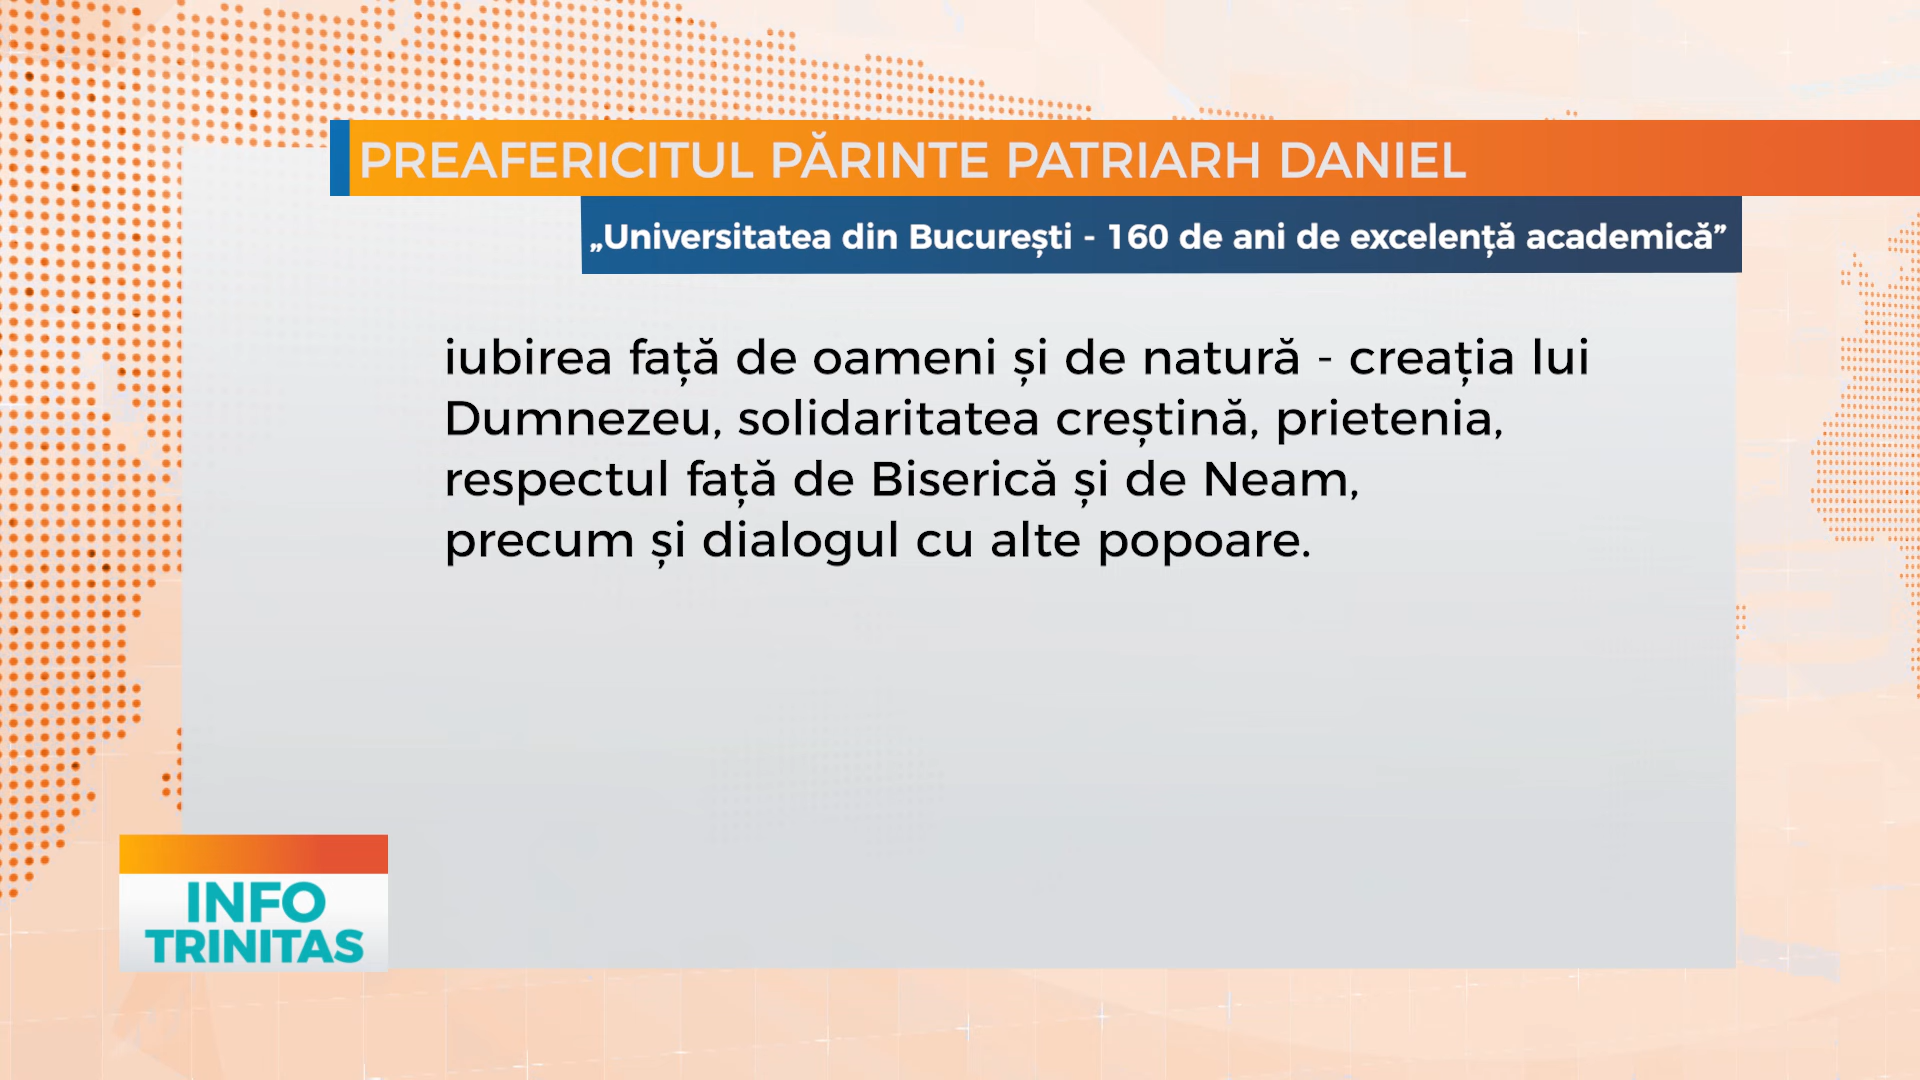 PREAFERICITUL PĂRINTE PATRIARH DANIEL
„Universitatea din București - 160 de ani de excelență academică”
iubirea față de oameni și de natură - creația lui
Dumnezeu, solidaritatea creștină, prietenia,
respectul față de Biserică și de Neam,
precum și dialogul cu alte popoare.
INFO
TRINITAS